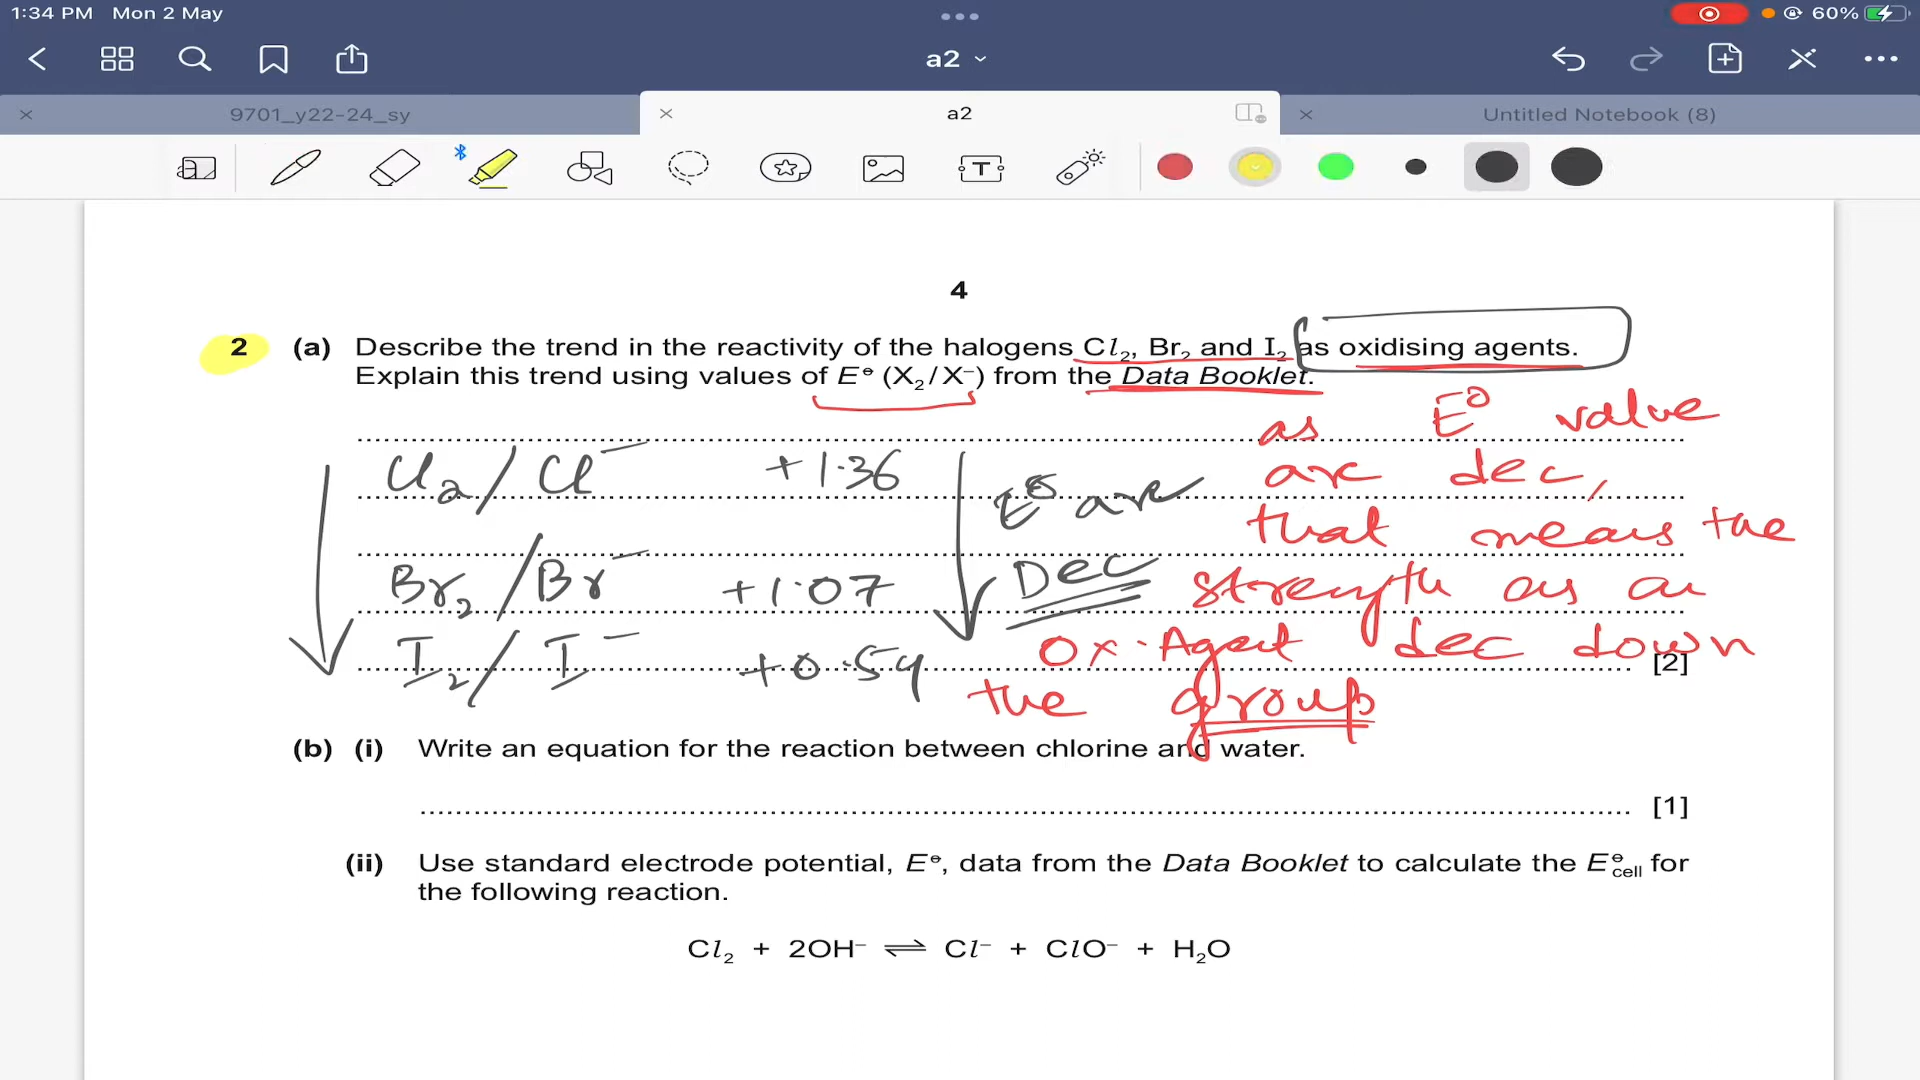 1:34 PM Mon 2 May
60%
a2
9701_y22-24_sy
a2
Untitled Notebook (8)
4
2 (a) Describe the trend in the reactivity of the halogens Cl₂, Br₂ and I₂ as oxidising agents.
Explain this trend using values of E⦵ (X₂/X⁻) from the Data Booklet.
as E⁰ value
Cl₂/Cl⁻ +1.36 E⁰ are are dec,
that means the
Br₂/Br⁻ +1.07 Dec strength as an
I₂/I⁻ +0.54 Ox.Agent dec down
[2]
the group
(b) (i) Write an equation for the reaction between chlorine and water.
[1]
(ii) Use standard electrode potential, E⦵, data from the Data Booklet to calculate the E⦵cell for
the following reaction.
Cl₂ + 2OH⁻ ⇌ Cl⁻ + ClO⁻ + H₂O